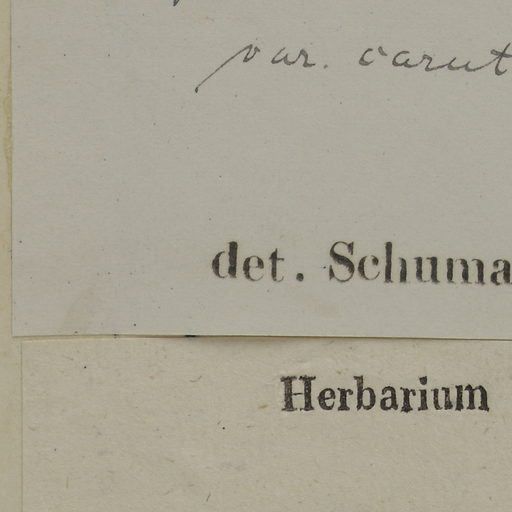 var. carut
det. Schuma
Herbarium